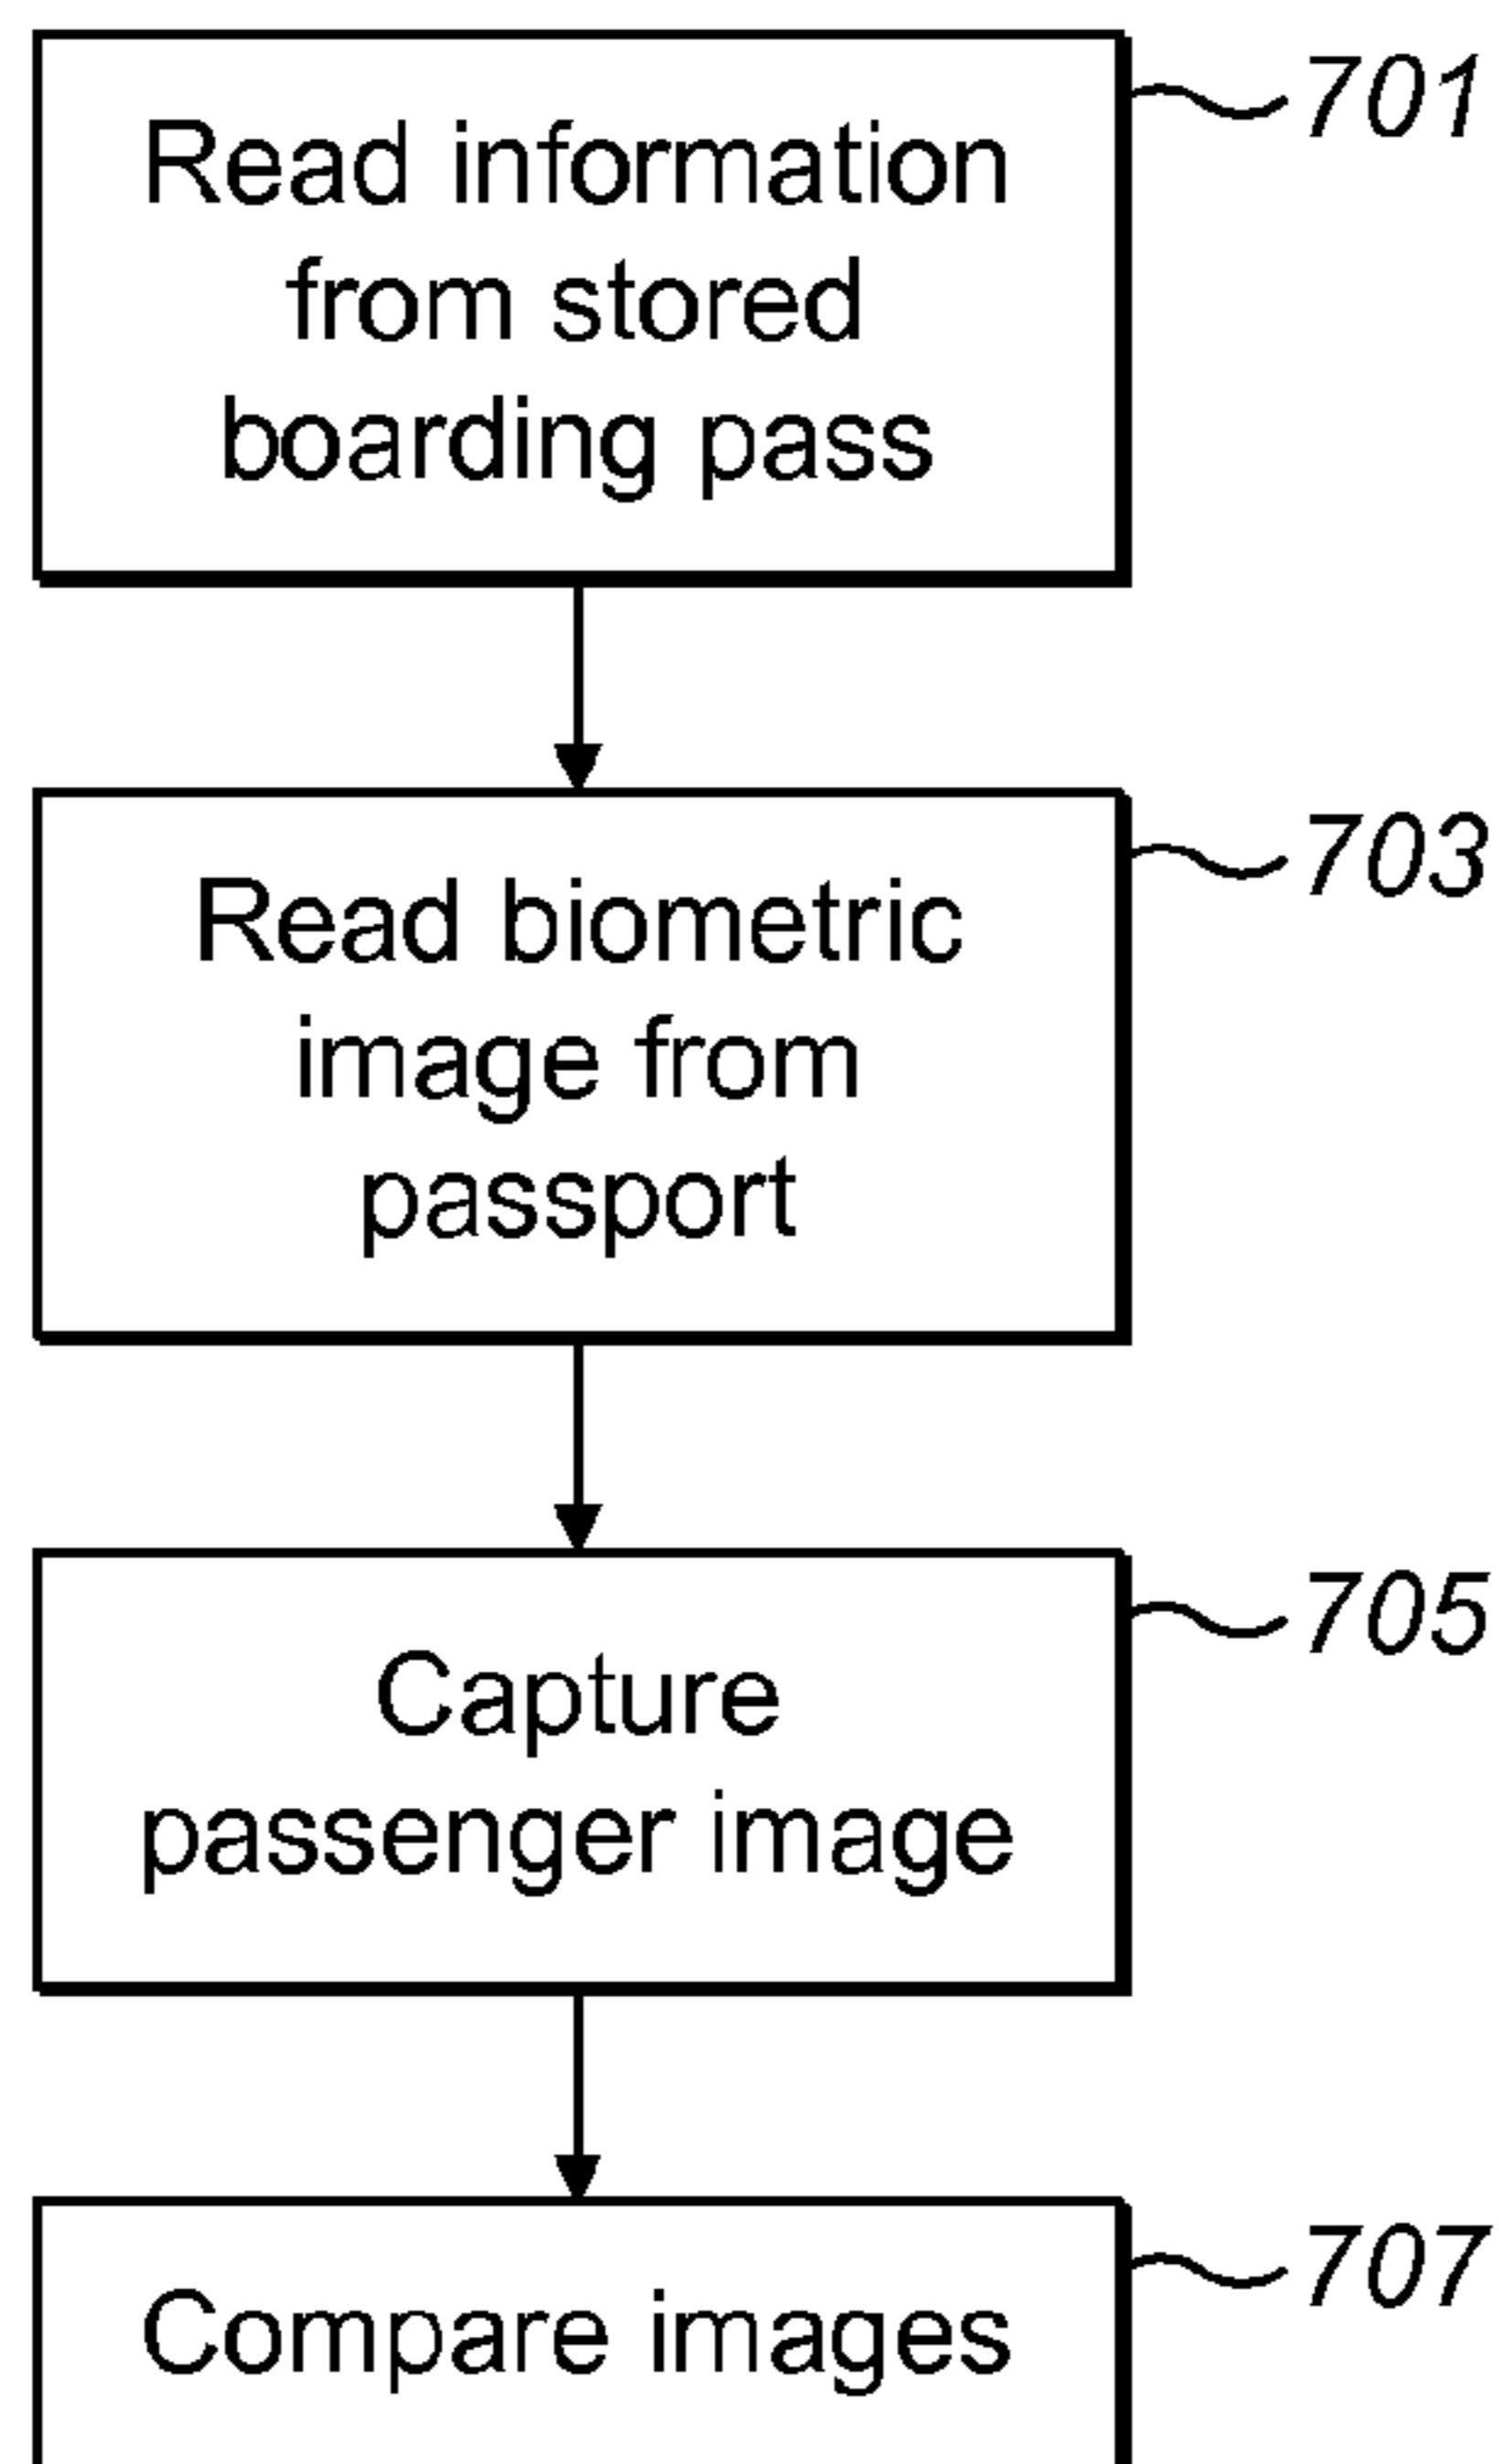 Read information
from stored
boarding pass
701
Read biometric
image from
passport
703
Capture
passenger image
705
Compare images
707